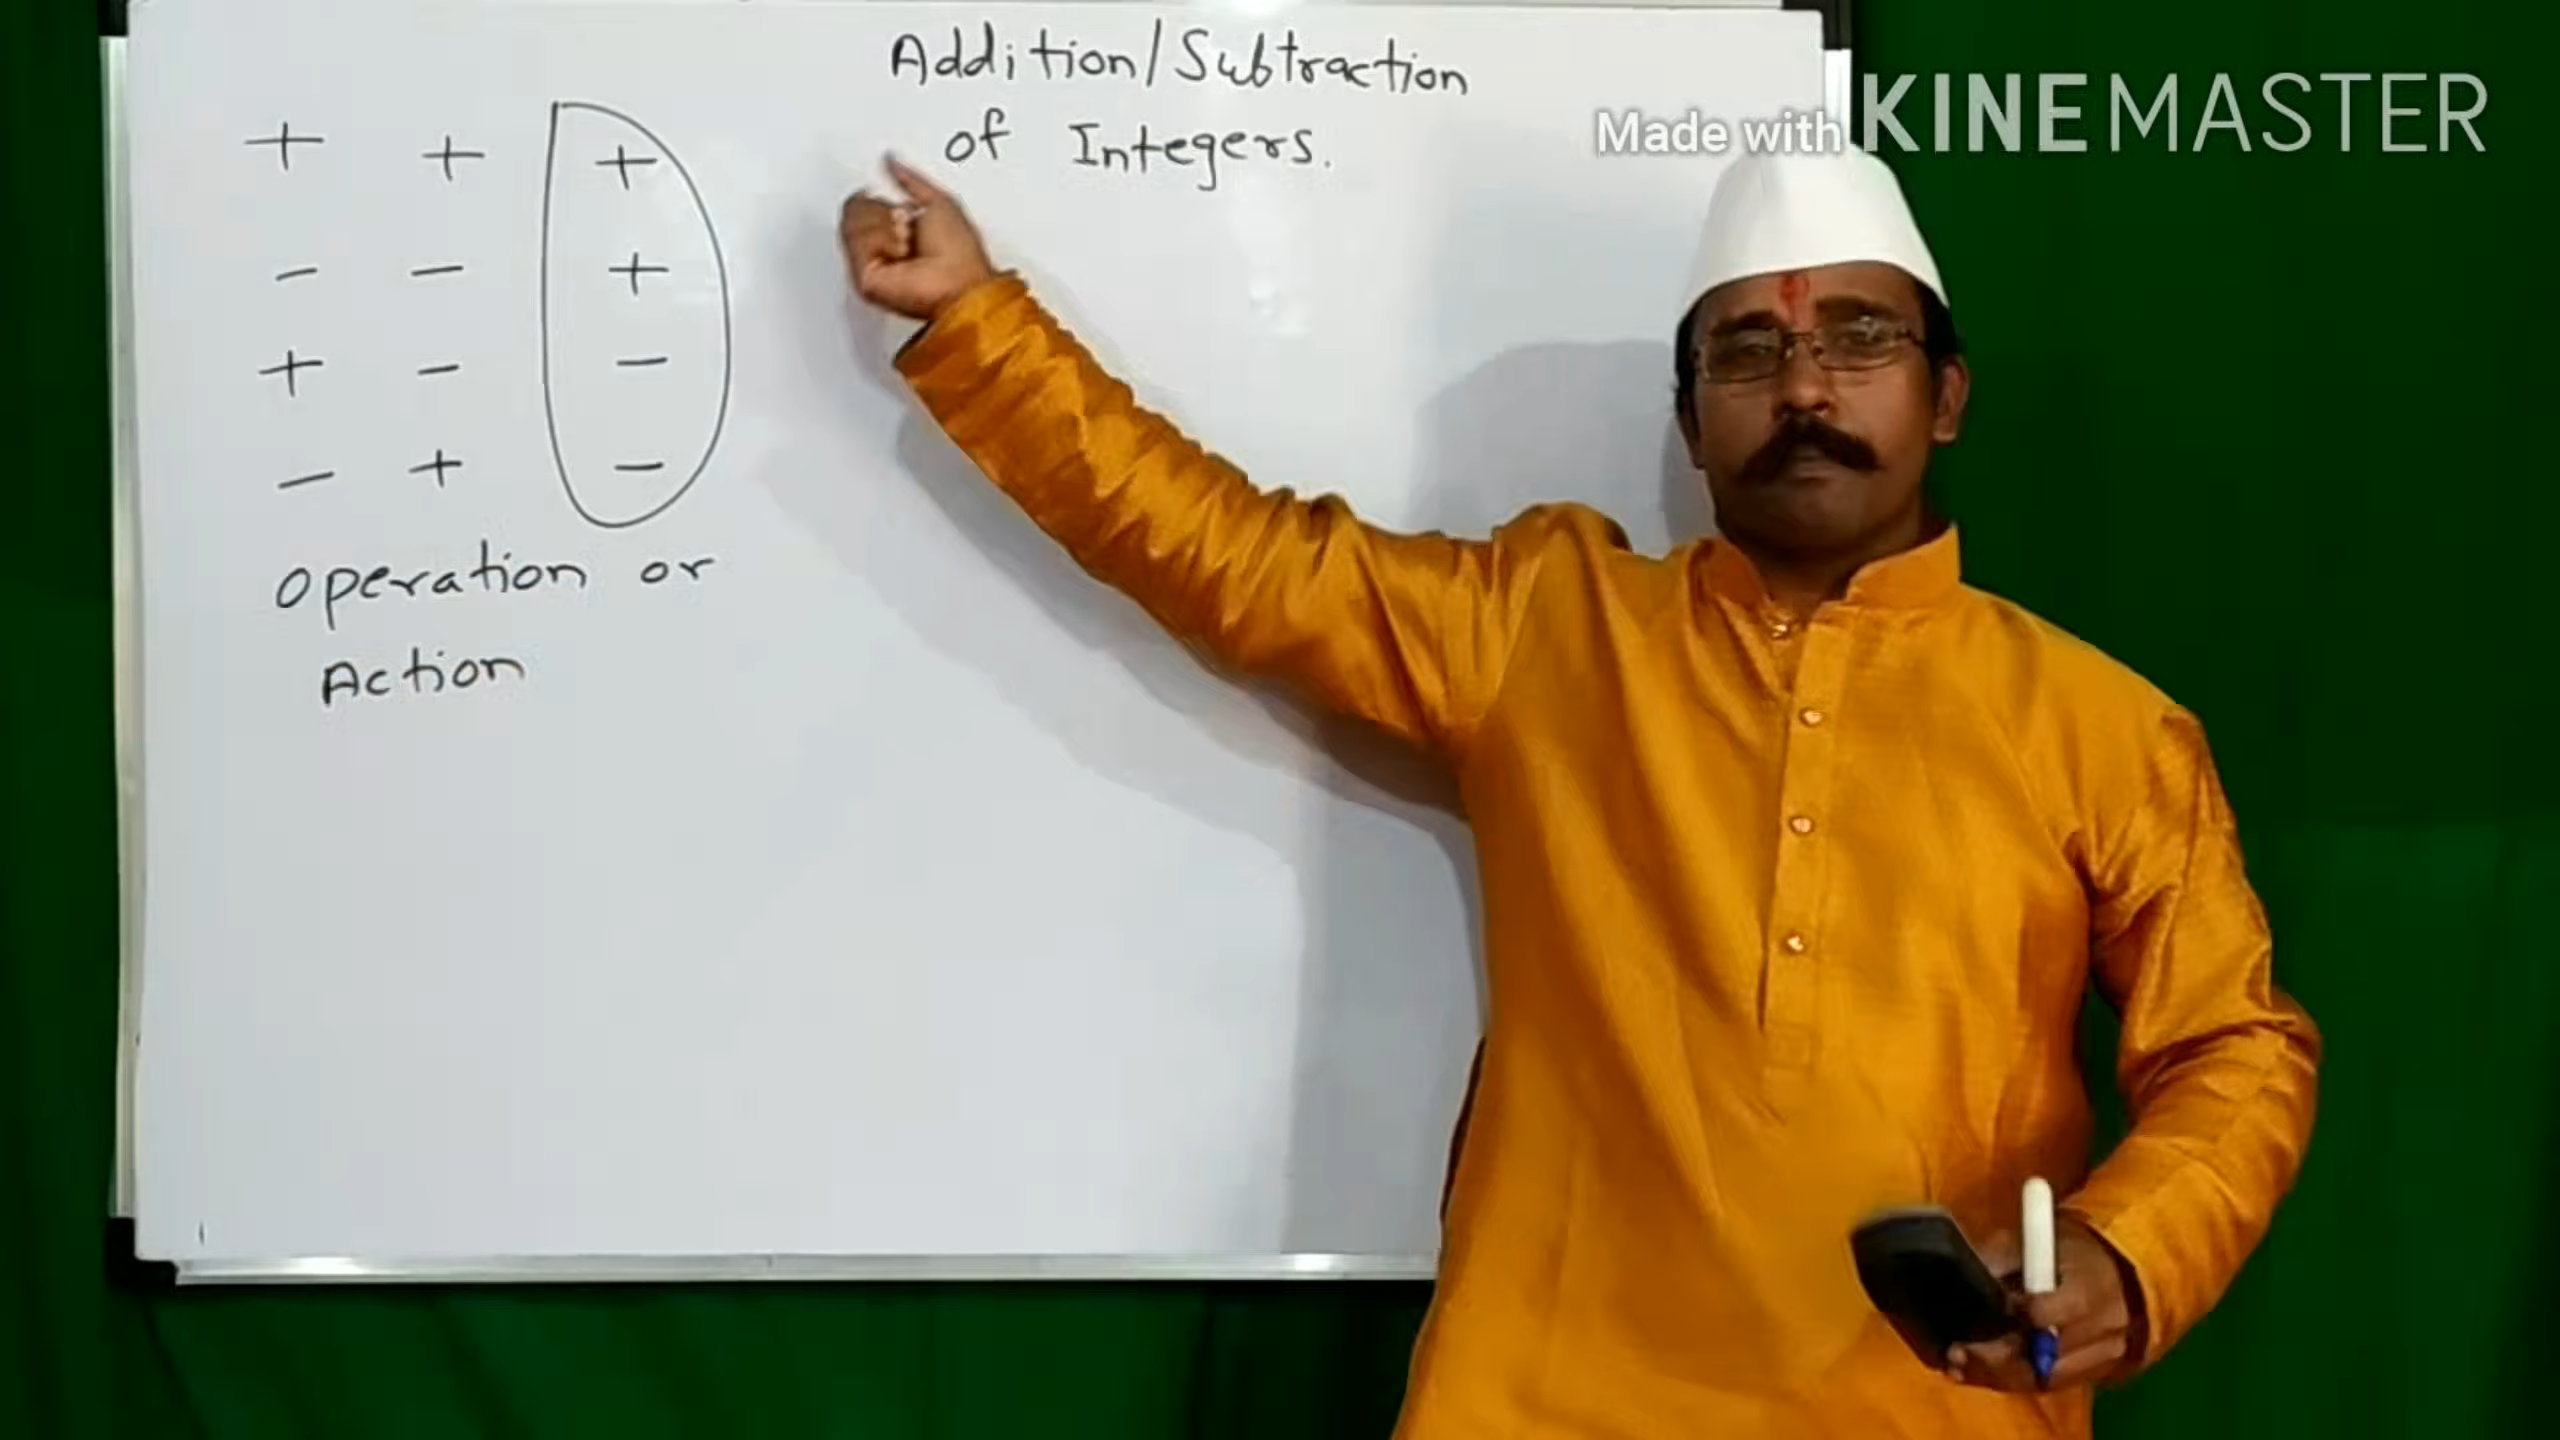 Addition/Subtraction
of Integers.
Made with KINEMASTER
+ + +
- - +
+ - -
- + -
Operation or
Action